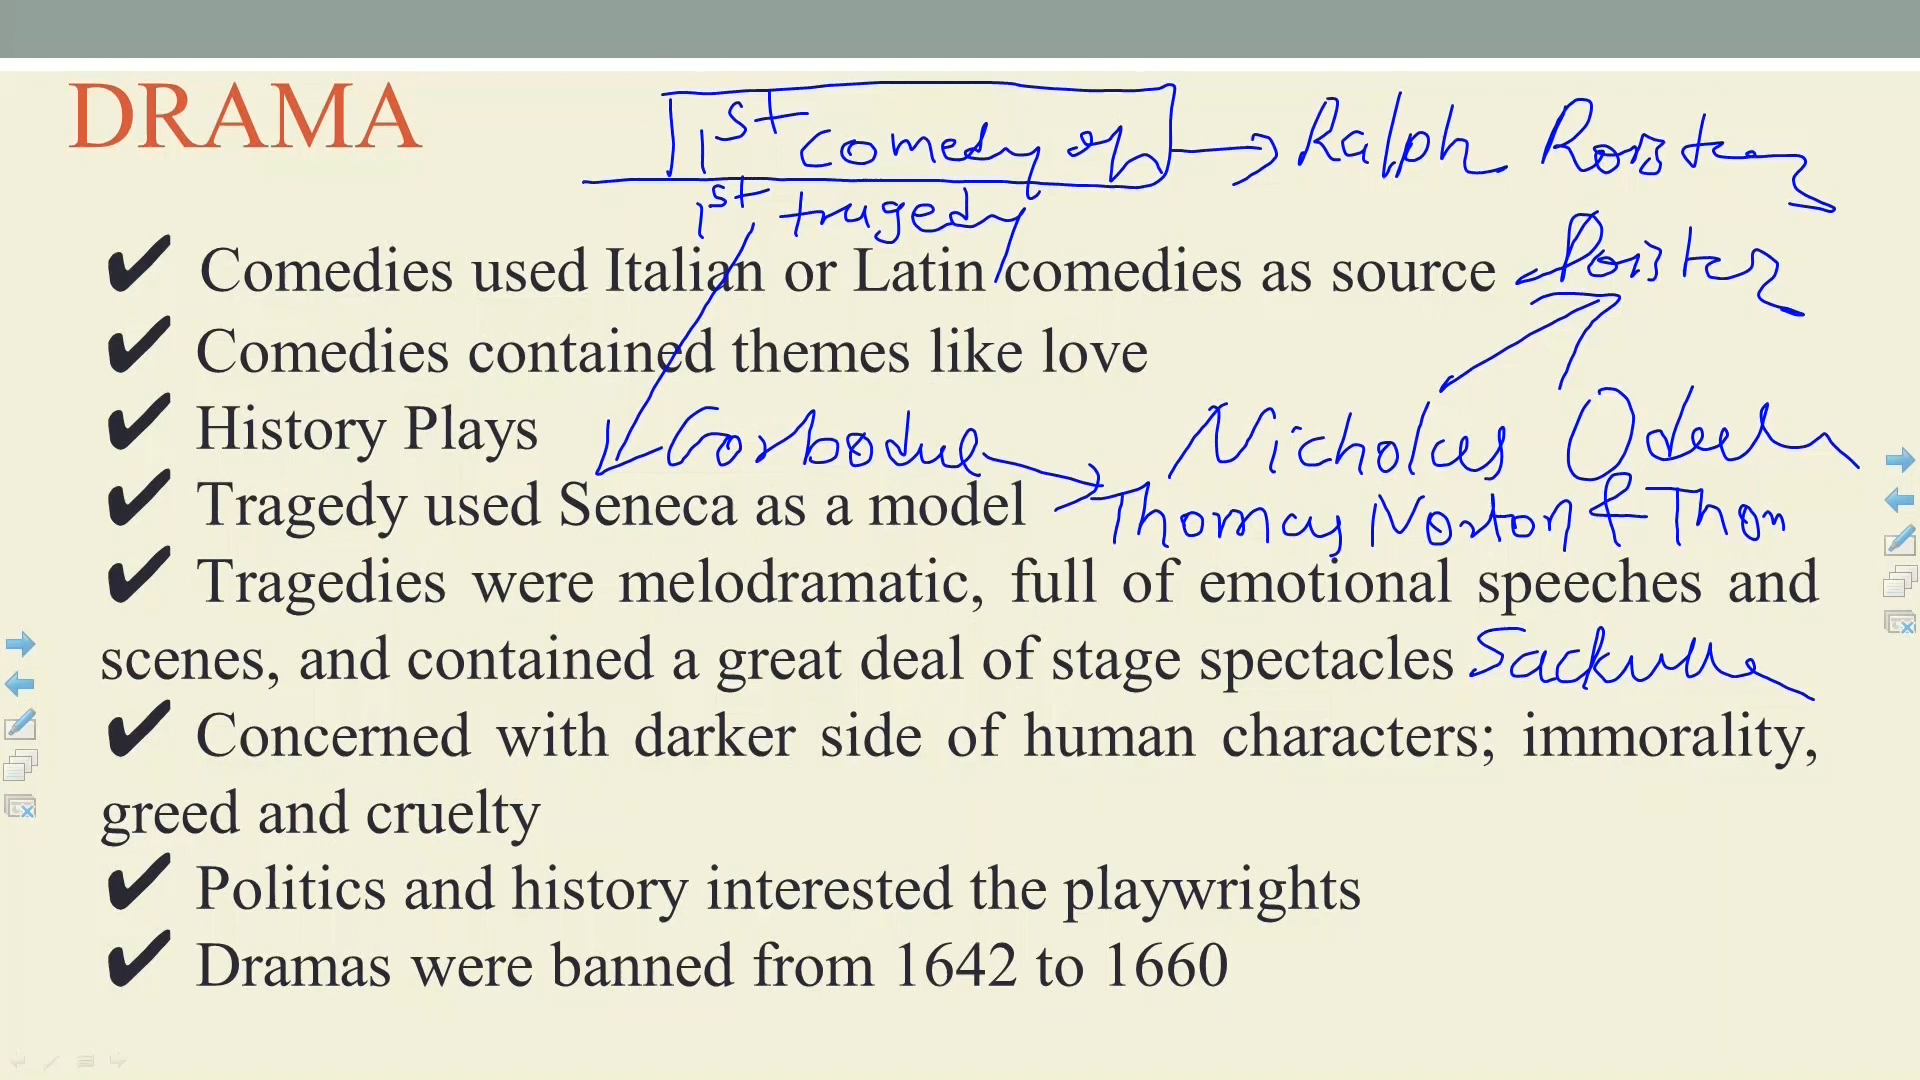 DRAMA
1st comedy of → Ralph Roister
1st tragedy
Doister
✔ Comedies used Italian or Latin comedies as source
✔ Comedies contained themes like love
✔ History Plays
Gorboduc
Nicholas Udall
✔ Tragedy used Seneca as a model
Thomas Norton & Thom
✔ Tragedies were melodramatic, full of emotional speeches and
scenes, and contained a great deal of stage spectacles
Sackville
✔ Concerned with darker side of human characters; immorality,
greed and cruelty
✔ Politics and history interested the playwrights
✔ Dramas were banned from 1642 to 1660